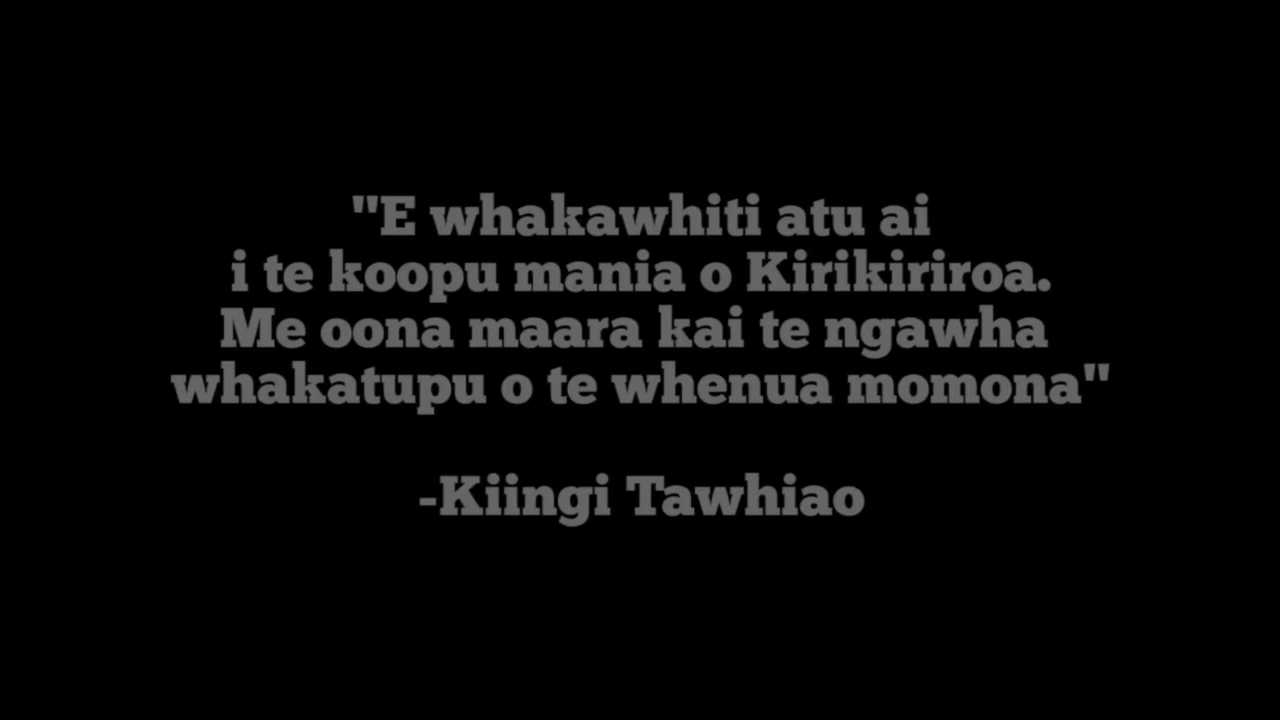 "E whakawhiti atu ai
i te koopu mania o Kirikiriroa.
Me oona maara kai te ngawha
whakatupu o te whenua momona"
-Kiingi Tawhiao